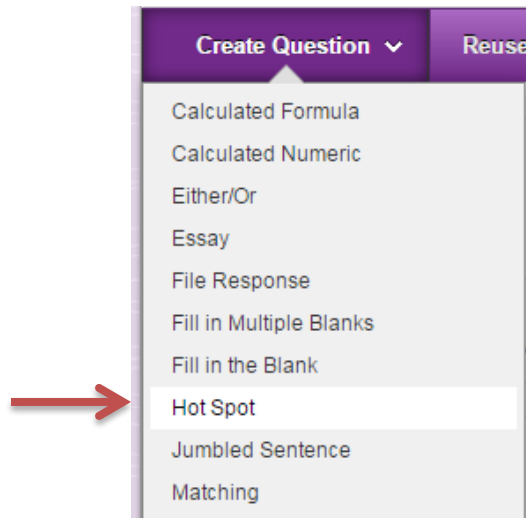 Create Question Reuse
Calculated Formula
Calculated Numeric
Either/Or
Essay
File Response
Fill in Multiple Blanks
Fill in the Blank
Hot Spot
Jumbled Sentence
Matching